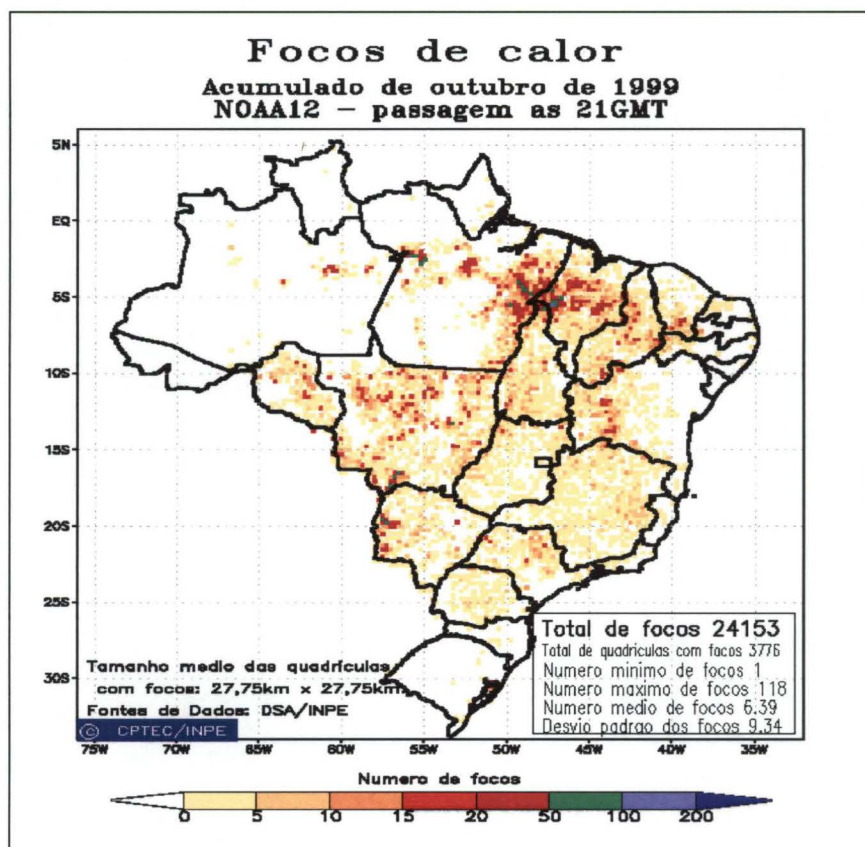 Focos de calor
Acumulado de outubro de 1999
NOAA12 — passagem as 21GMT
5N
EQ
5S
10S
15S
20S
25S
30S
Total de focos 24153
Total de quadrículas com focos 3776
Numero minimo de focos 1
Numero maximo de focos 118
Numero medio de focos 6.39
Desvio padrao dos focos 9.34
Tamanho medio das quadrículas
com focos: 27,75km x 27,75km
Fontes de Dados: DSA/INPE
© CPTEC/INPE
75W 70W 65W 60W 55W 50W 45W 40W 35W
Numero de focos
0 5 10 15 20 50 100 200